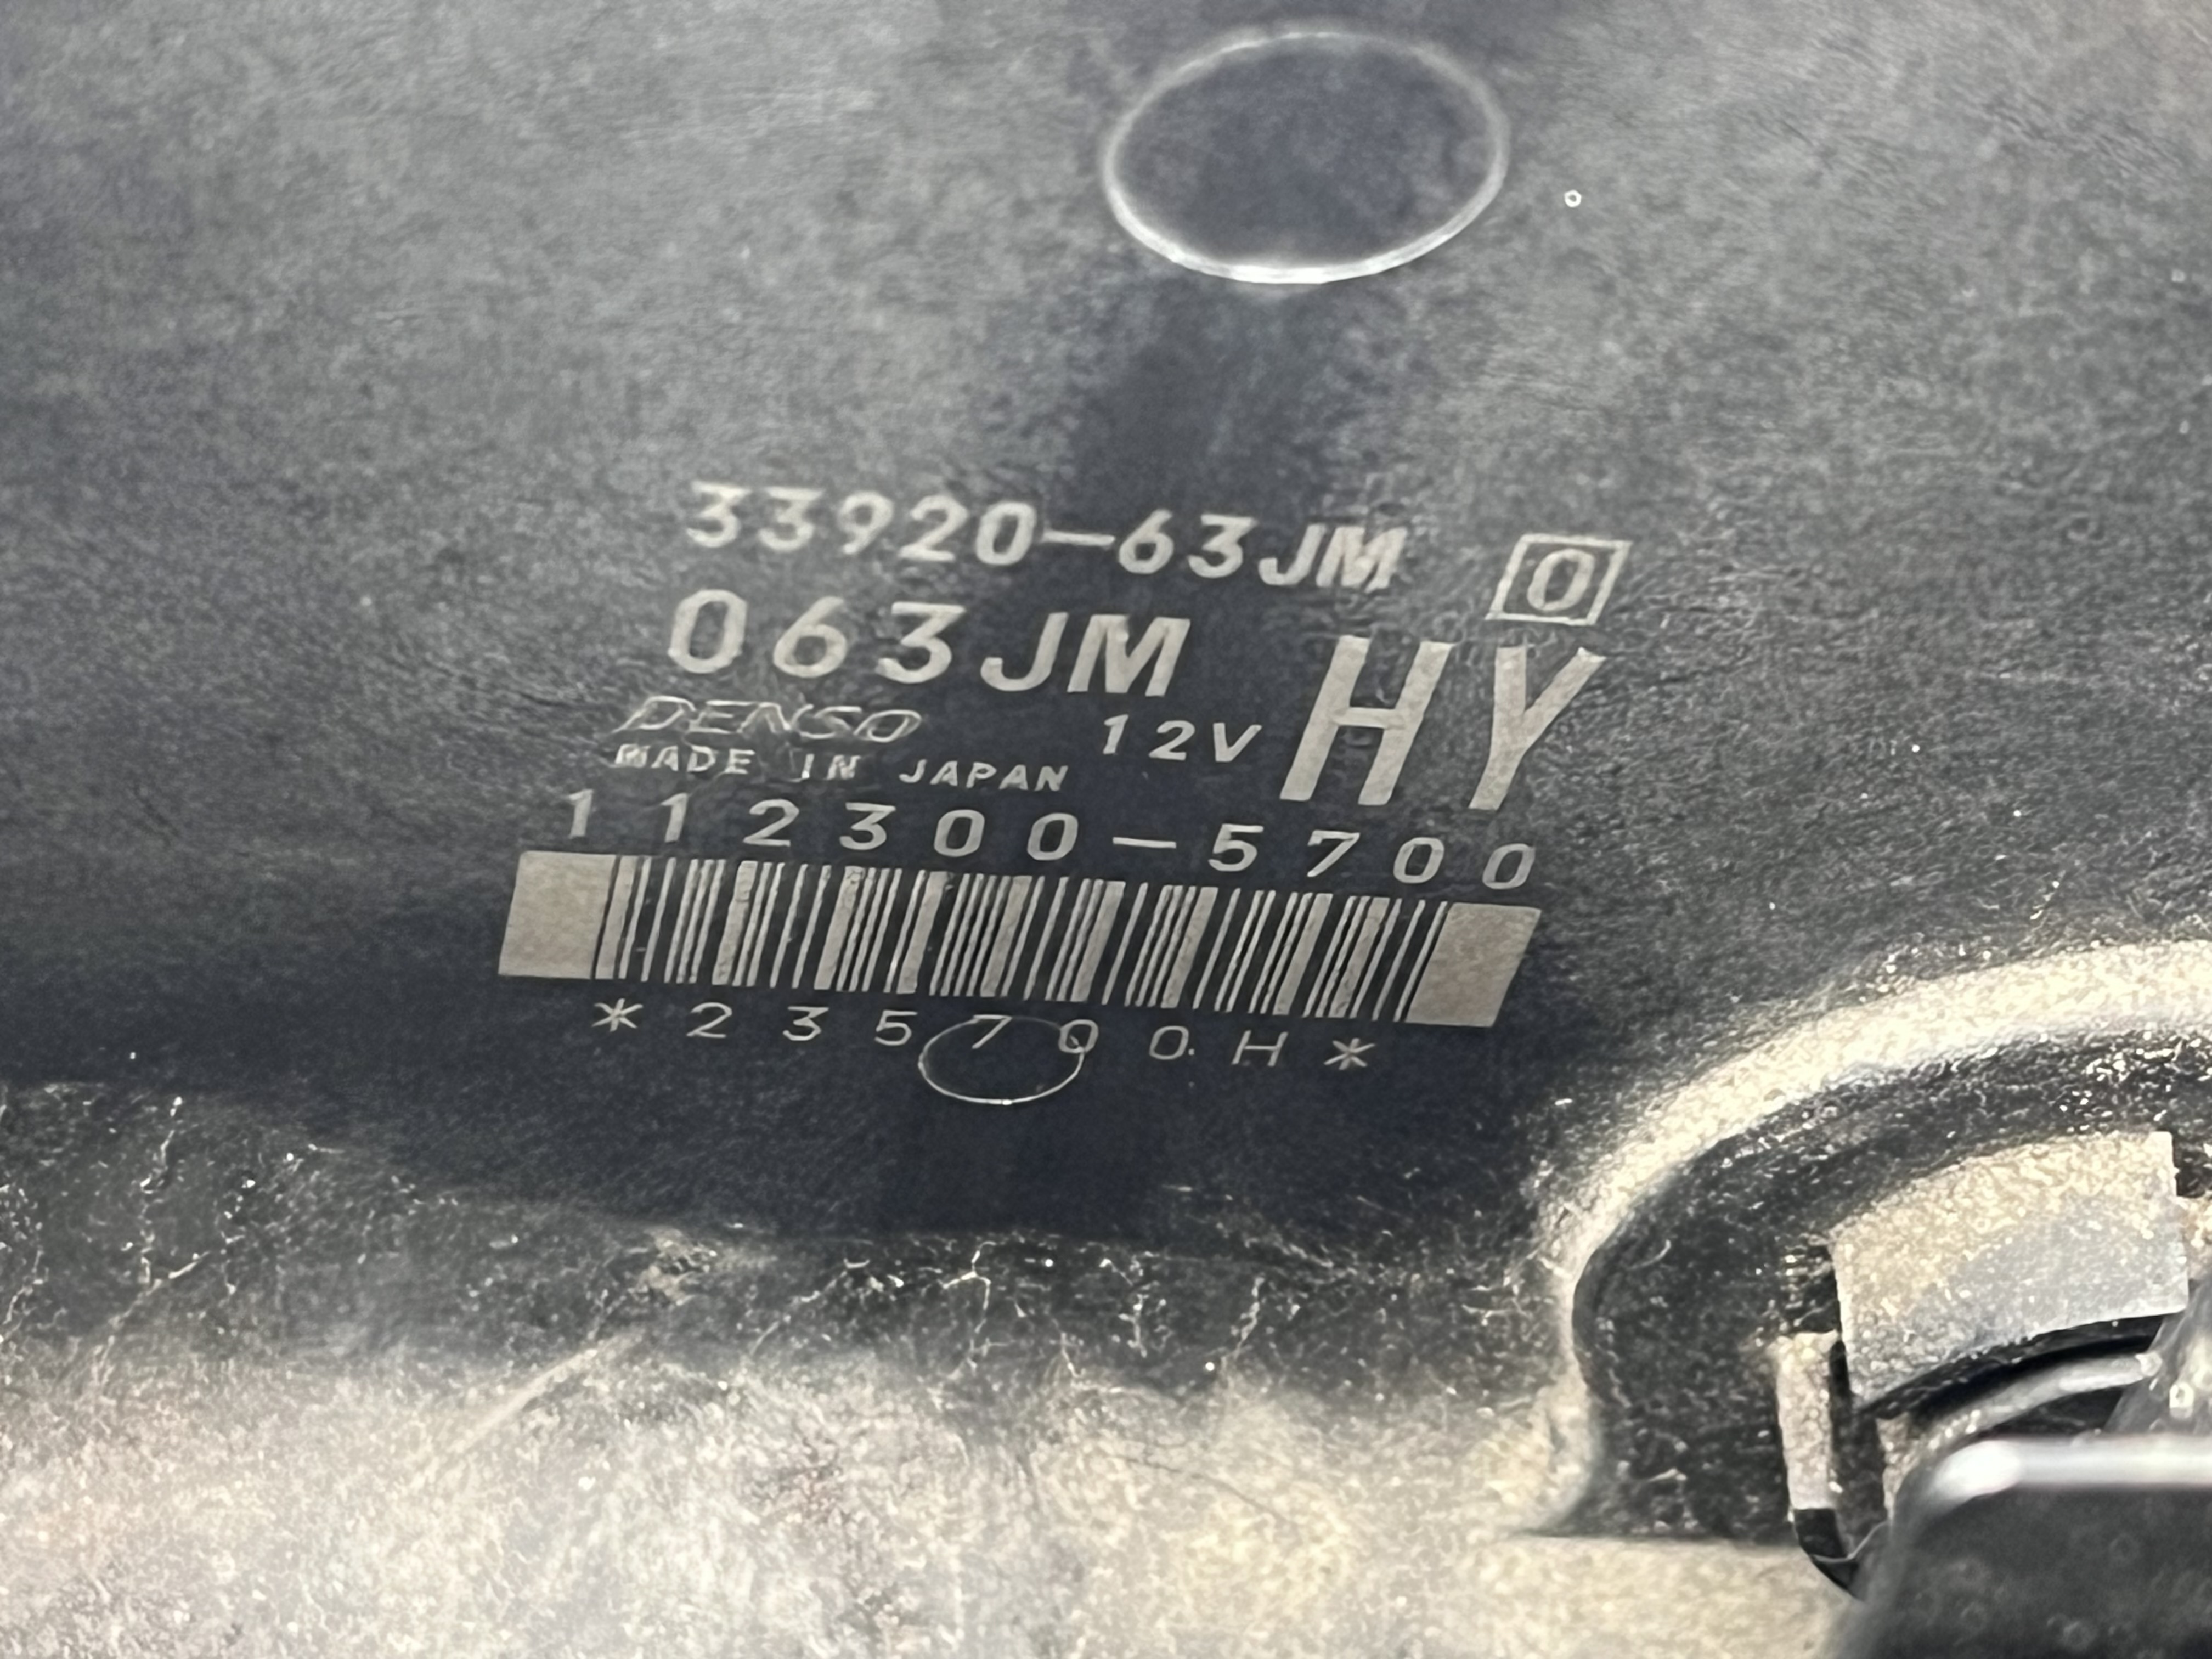 33920-63JM 0
063JM HY
DENSO 12V
MADE IN JAPAN
112300-5700
*235700H*